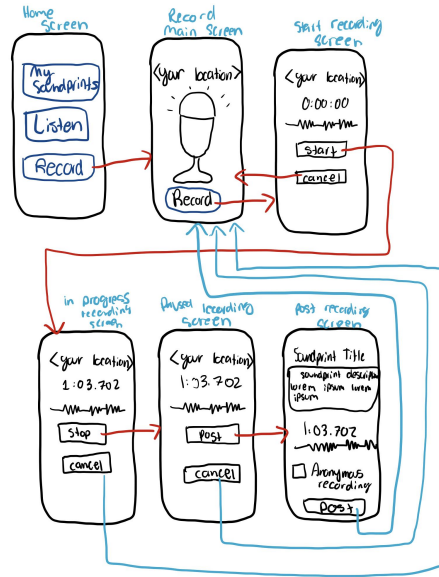 Home
Screen
My
Soundprints
Listen
Record
Record
main screen
<your location>
Record
start recording
screen
<your location>
0:00:00
start
cancel
in progress
recording
screen
<your location>
1:03.702
stop
cancel
Paused recording
screen
<your location>
1:03.702
Post
cancel
Post recording
screen
Soundprint Title
soundprint descriptio
lorem ipsum lorem
ipsum
1:03.702
Anonymous
recording
Post